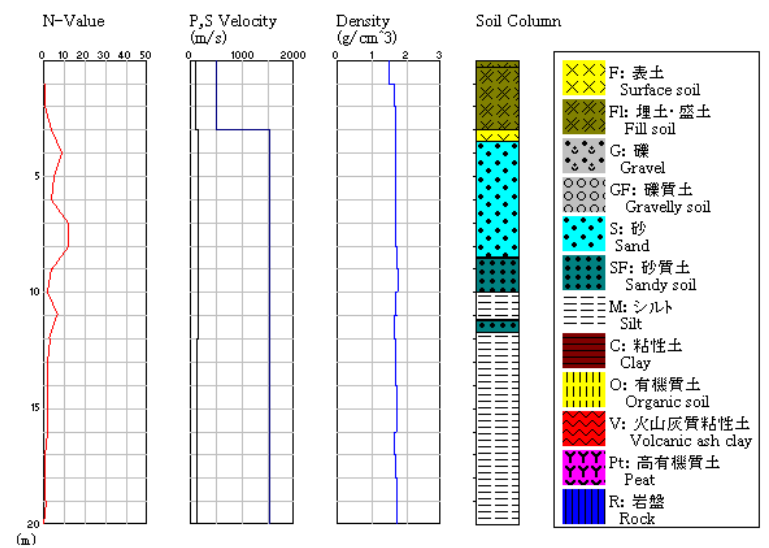 N-Value
P,S Velocity
(m/s)
Density
(g/cm^3)
Soil Column
0 10 20 30 40 50
0 1000 2000
0 1 2 3
5
10
15
20
(m)
F: 表土
Surface soil
Fl: 埋土・盛土
Fill soil
G: 礫
Gravel
GF: 礫質土
Gravelly soil
S: 砂
Sand
SF: 砂質土
Sandy soil
M: シルト
Silt
C: 粘性土
Clay
O: 有機質土
Organic soil
V: 火山灰質粘性土
Volcanic ash clay
Pt: 高有機質土
Peat
R: 岩盤
Rock